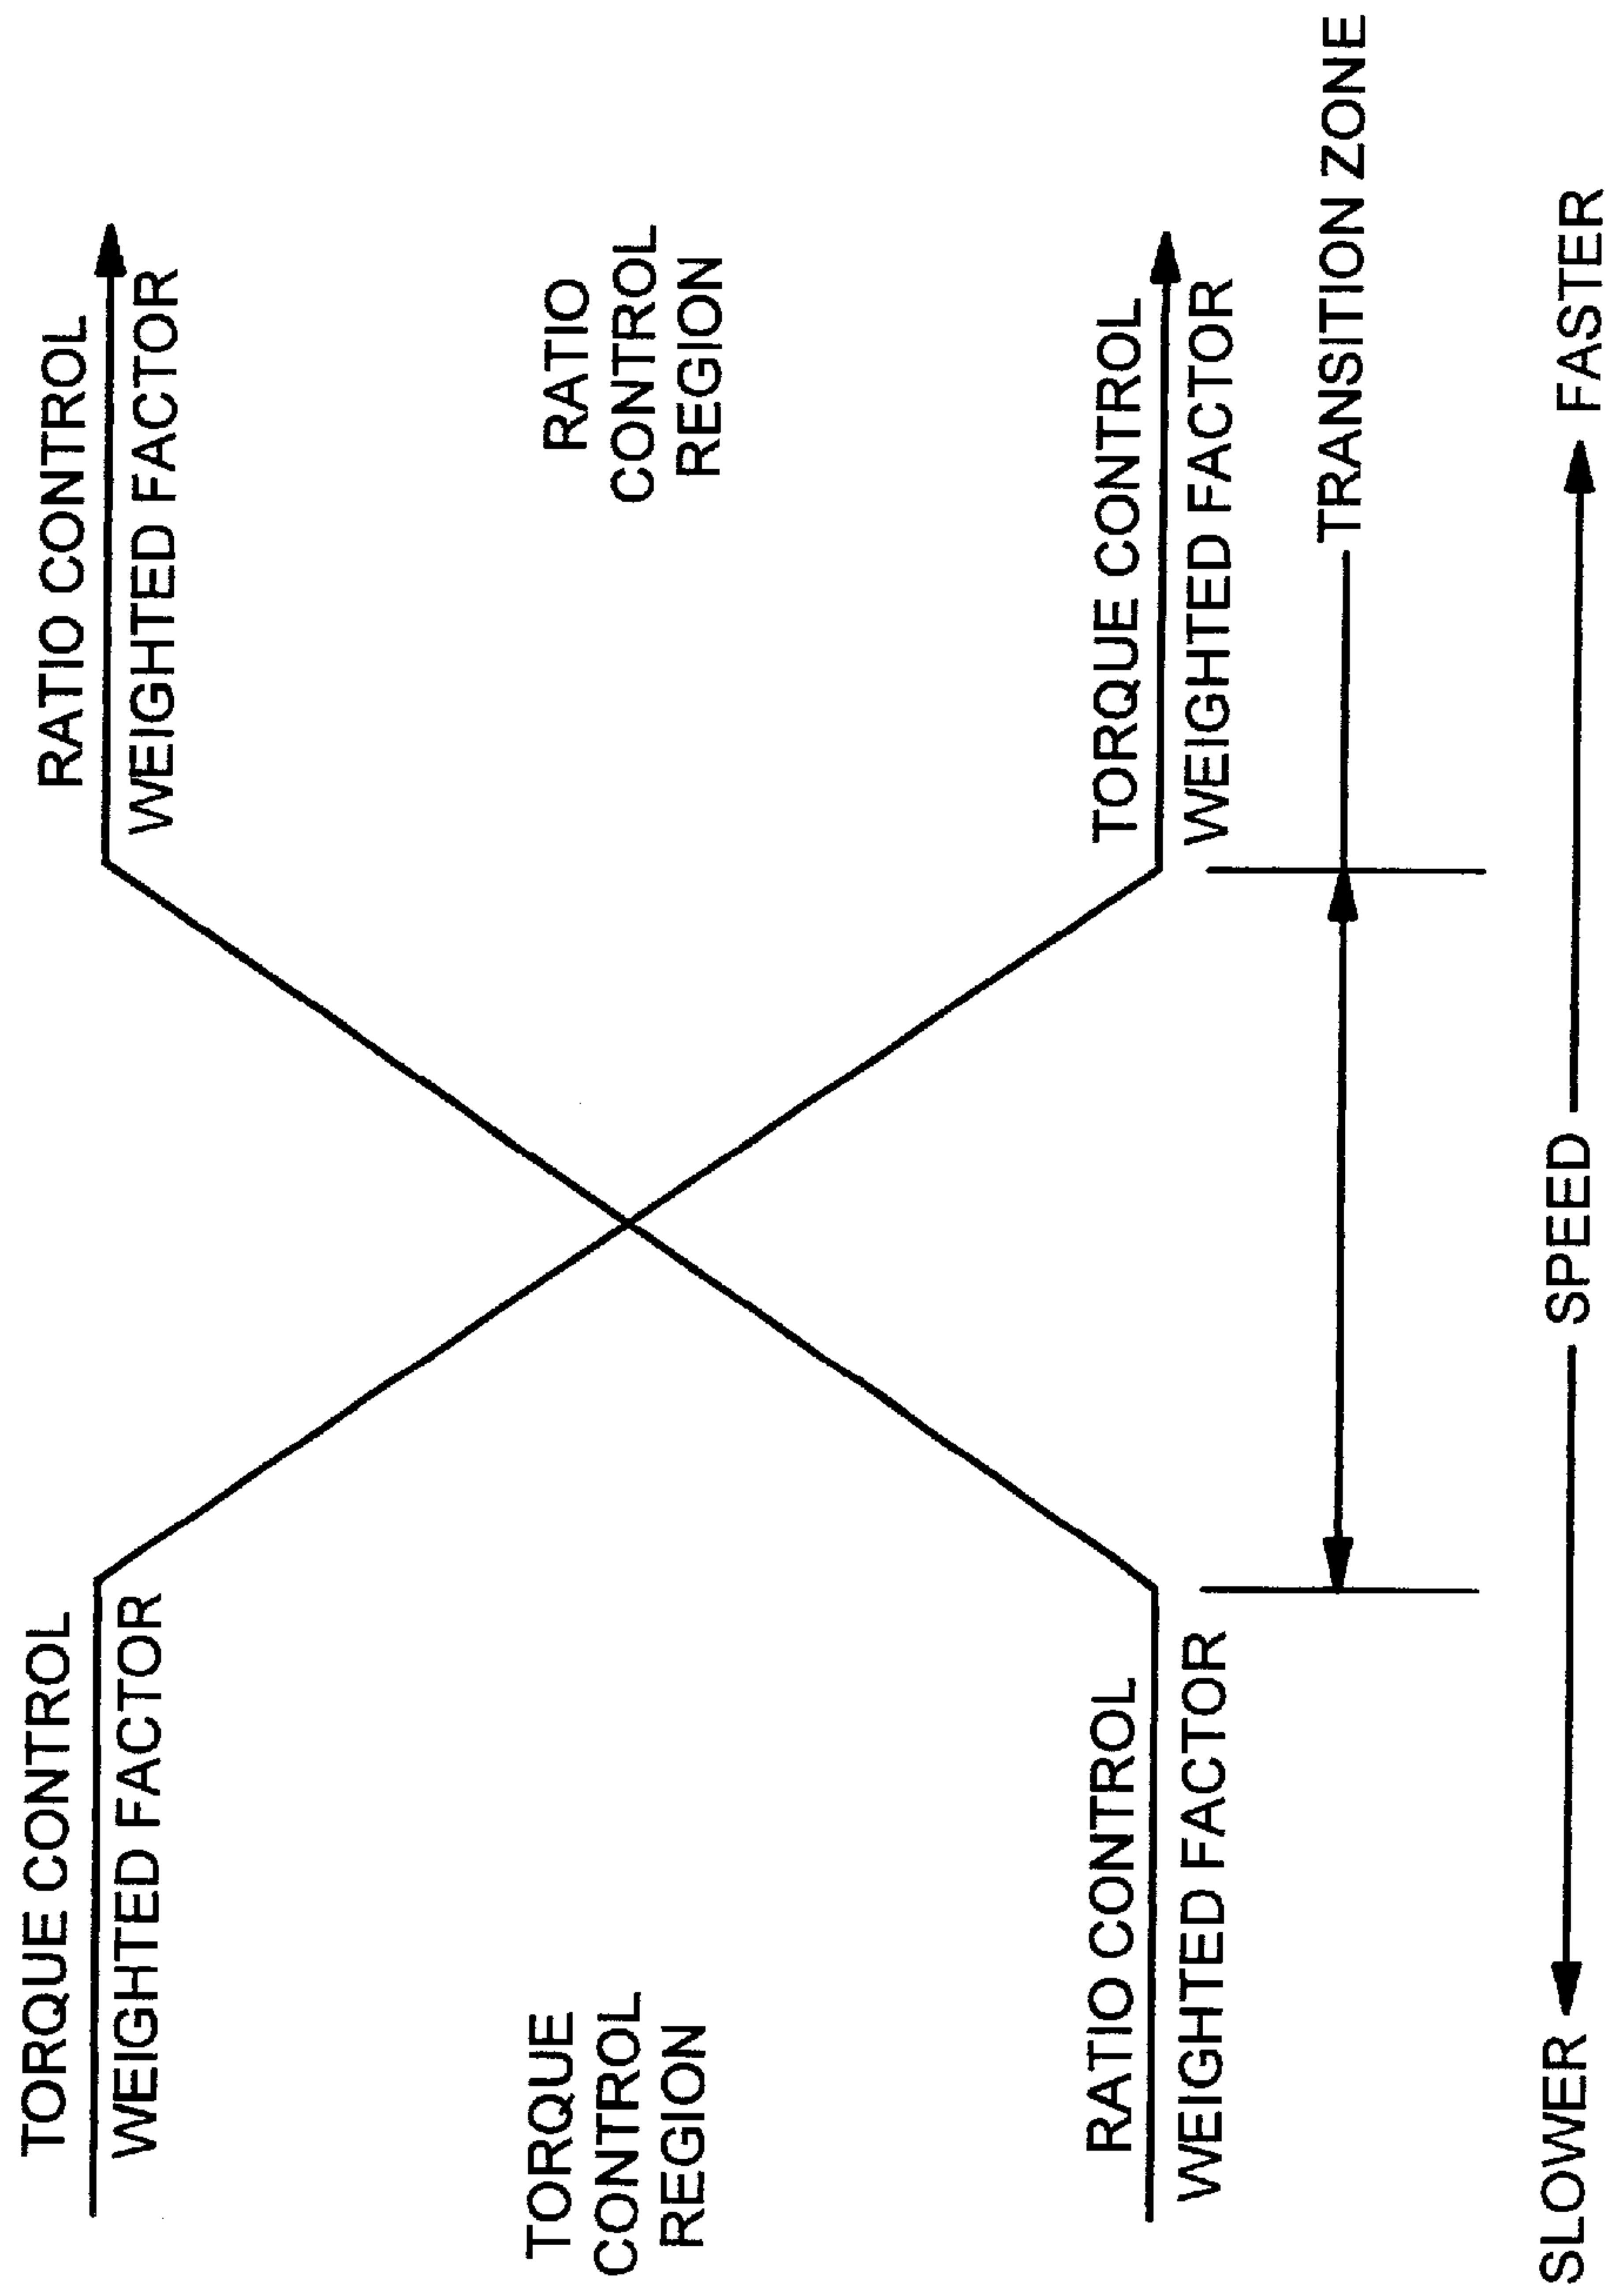 TORQUE CONTROL
WEIGHTED FACTOR
RATIO CONTROL
WEIGHTED FACTOR
TORQUE
CONTROL
REGION
RATIO
CONTROL
REGION
RATIO CONTROL
WEIGHTED FACTOR
TORQUE CONTROL
WEIGHTED FACTOR
TRANSITION ZONE
SLOWER SPEED FASTER